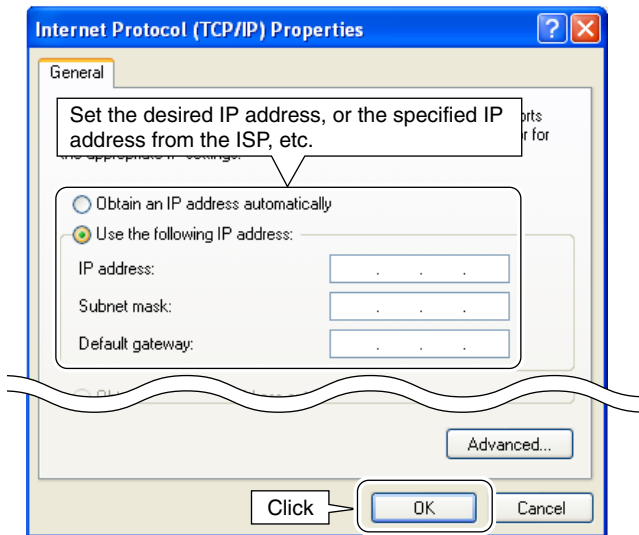 Internet Protocol (TCP/IP) Properties
General
Set the desired IP address, or the specified IP
address from the ISP, etc.
Obtain an IP address automatically
Use the following IP address:
IP address:
Subnet mask:
Default gateway:
Advanced...
Click
OK
Cancel